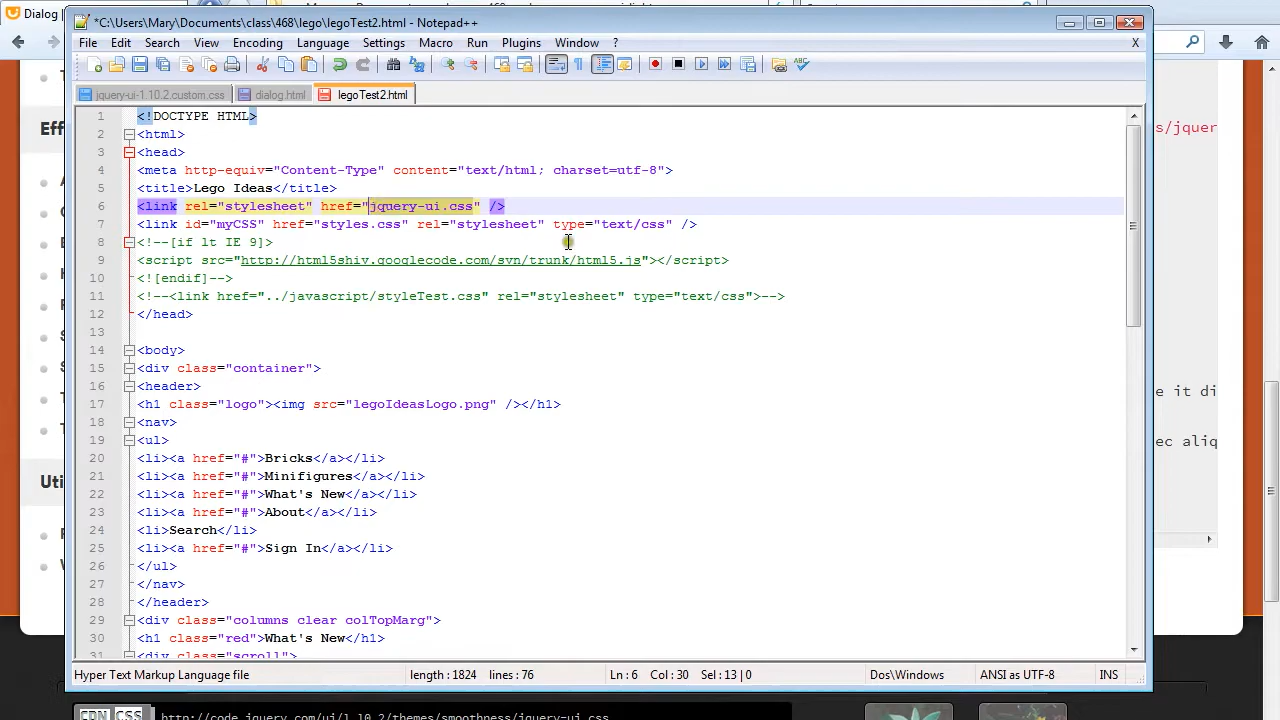 Dialog |
*C:\Users\Mary\Documents\class\468\lego\legoTest2.html - Notepad++
File Edit Search View Encoding Language Settings Macro Run Plugins Window ? X
jquery-ui-1.10.2.custom.css dialog.html legoTest2.html
1 <!DOCTYPE HTML>
2 <html>
3 <head>
4 <meta http-equiv="Content-Type" content="text/html; charset=utf-8">
5 <title>Lego Ideas</title>
6 <link rel="stylesheet" href="jquery-ui.css" />
7 <link id="myCSS" href="styles.css" rel="stylesheet" type="text/css" />
8 <!--[if lt IE 9]>
9 <script src="http://html5shiv.googlecode.com/svn/trunk/html5.js"></script>
10 <![endif]-->
11 <!--<link href="../javascript/styleTest.css" rel="stylesheet" type="text/css">-->
12 </head>
13
14 <body>
15 <div class="container">
16 <header>
17 <h1 class="logo"><img src="legoIdeasLogo.png" /></h1>
18 <nav>
19 <ul>
20 <li><a href="#">Bricks</a></li>
21 <li><a href="#">Minifigures</a></li>
22 <li><a href="#">What's New</a></li>
23 <li><a href="#">About</a></li>
24 <li>Search</li>
25 <li><a href="#">Sign In</a></li>
26 </ul>
27 </nav>
28 </header>
29 <div class="columns clear colTopMarg">
30 <h1 class="red">What's New</h1>
31 <div class="scroll">
Hyper Text Markup Language file length : 1824 lines : 76 Ln : 6 Col : 30 Sel : 13 | 0 Dos\Windows ANSI as UTF-8 INS
Eff
Uti
s/jquer
e it di
ec aliq
CDN CSS http://code.jquery.com/ui/1.10.2/themes/smoothness/jquery-ui.css